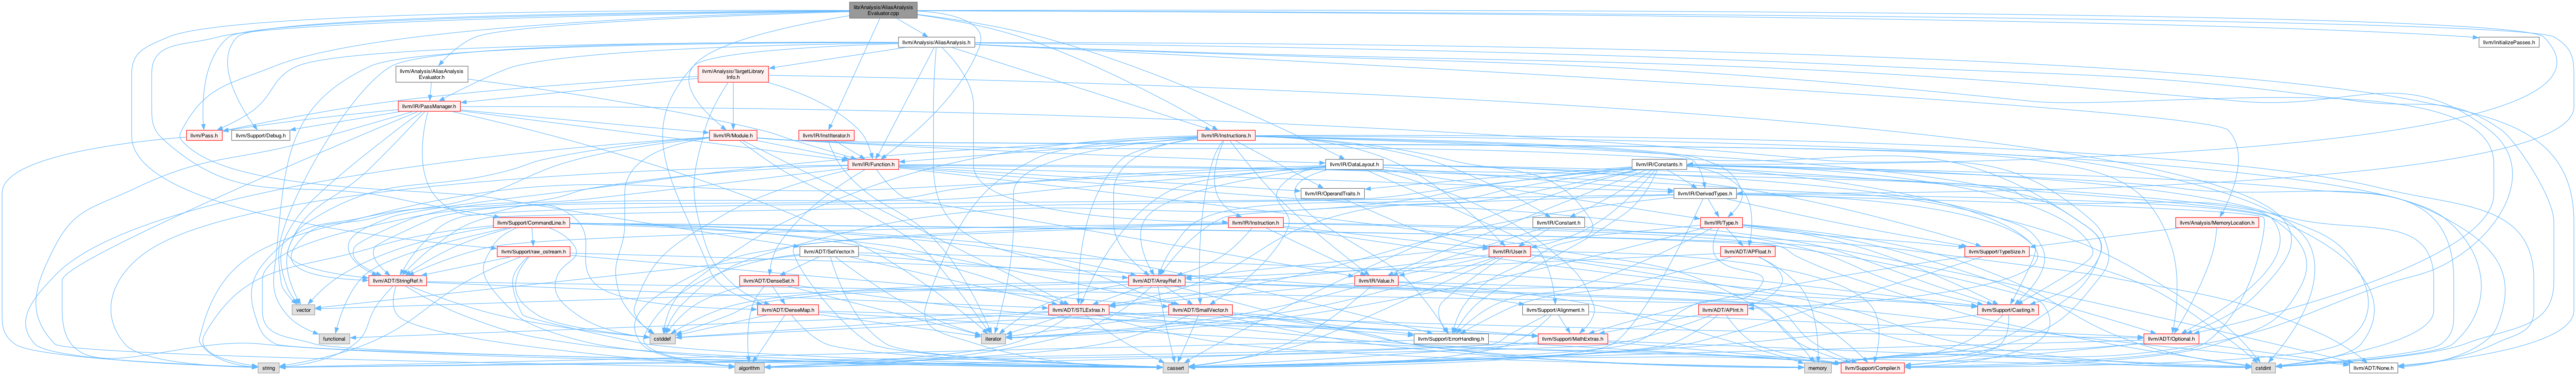 lib/Analysis/AliasAnalysis
Evaluator.cpp
llvm/Analysis/AliasAnalysis.h
llvm/InitializePasses.h
llvm/Analysis/AliasAnalysis
Evaluator.h
llvm/Analysis/TargetLibrary
Info.h
llvm/IR/PassManager.h
llvm/Pass.h
llvm/Support/Debug.h
llvm/IR/Module.h
llvm/IR/InstIterator.h
llvm/IR/Instructions.h
llvm/IR/Function.h
llvm/IR/DataLayout.h
llvm/IR/Constants.h
llvm/IR/OperandTraits.h
llvm/IR/DerivedTypes.h
llvm/Support/CommandLine.h
llvm/IR/Instruction.h
llvm/IR/Constant.h
llvm/IR/Type.h
llvm/Analysis/MemoryLocation.h
llvm/Support/raw_ostream.h
llvm/ADT/SetVector.h
llvm/IR/User.h
llvm/ADT/APFloat.h
llvm/Support/TypeSize.h
llvm/ADT/StringRef.h
llvm/ADT/DenseSet.h
llvm/ADT/ArrayRef.h
llvm/IR/Value.h
vector
llvm/ADT/DenseMap.h
llvm/ADT/STLExtras.h
llvm/ADT/SmallVector.h
llvm/Support/Alignment.h
llvm/ADT/APInt.h
llvm/Support/Casting.h
functional
cstddef
iterator
llvm/Support/ErrorHandling.h
llvm/Support/MathExtras.h
llvm/ADT/Optional.h
string
algorithm
cassert
memory
llvm/Support/Compiler.h
cstdint
llvm/ADT/None.h